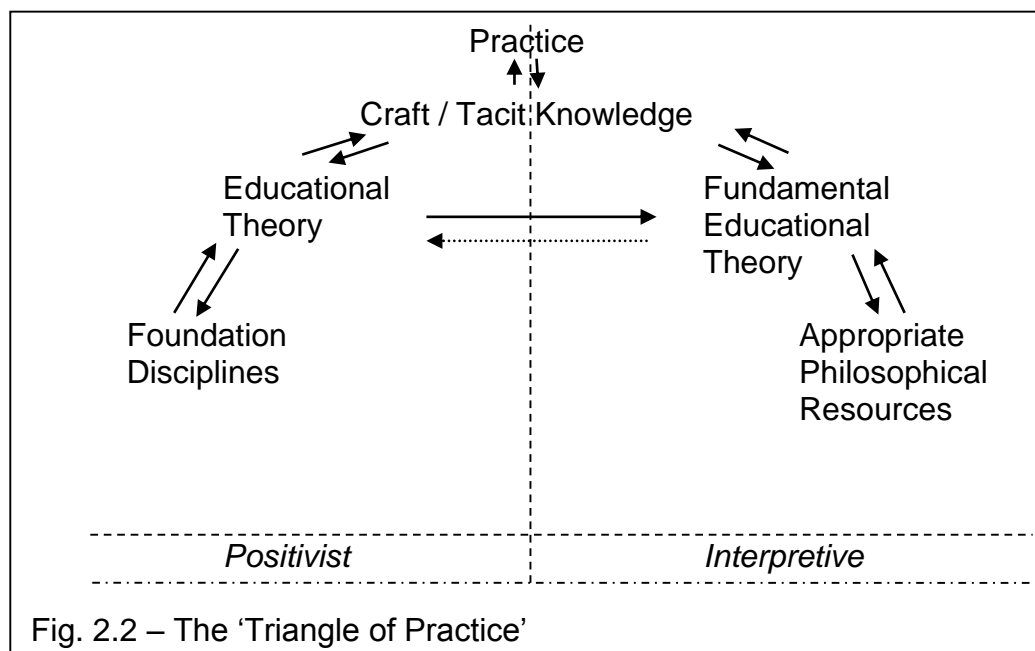 Practice
Craft / Tacit Knowledge
Educational
Theory
Fundamental
Educational
Theory
Foundation
Disciplines
Appropriate
Philosophical
Resources
Positivist
Interpretive
Fig. 2.2 – The ‘Triangle of Practice’